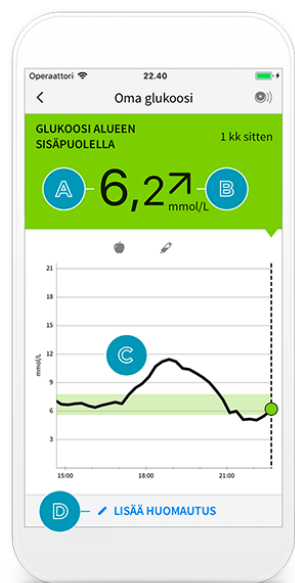 Operaattori 22.40
Oma glukoosi
GLUKOOSI ALUEEN
SISÄPUOLELLA
1 kk sitten
A 6,2 B
mmol/L
21
18
15
12
C
mmol/L
9
6
3
15:00 18:00 21:00
D LISÄÄ HUOMAUTUS